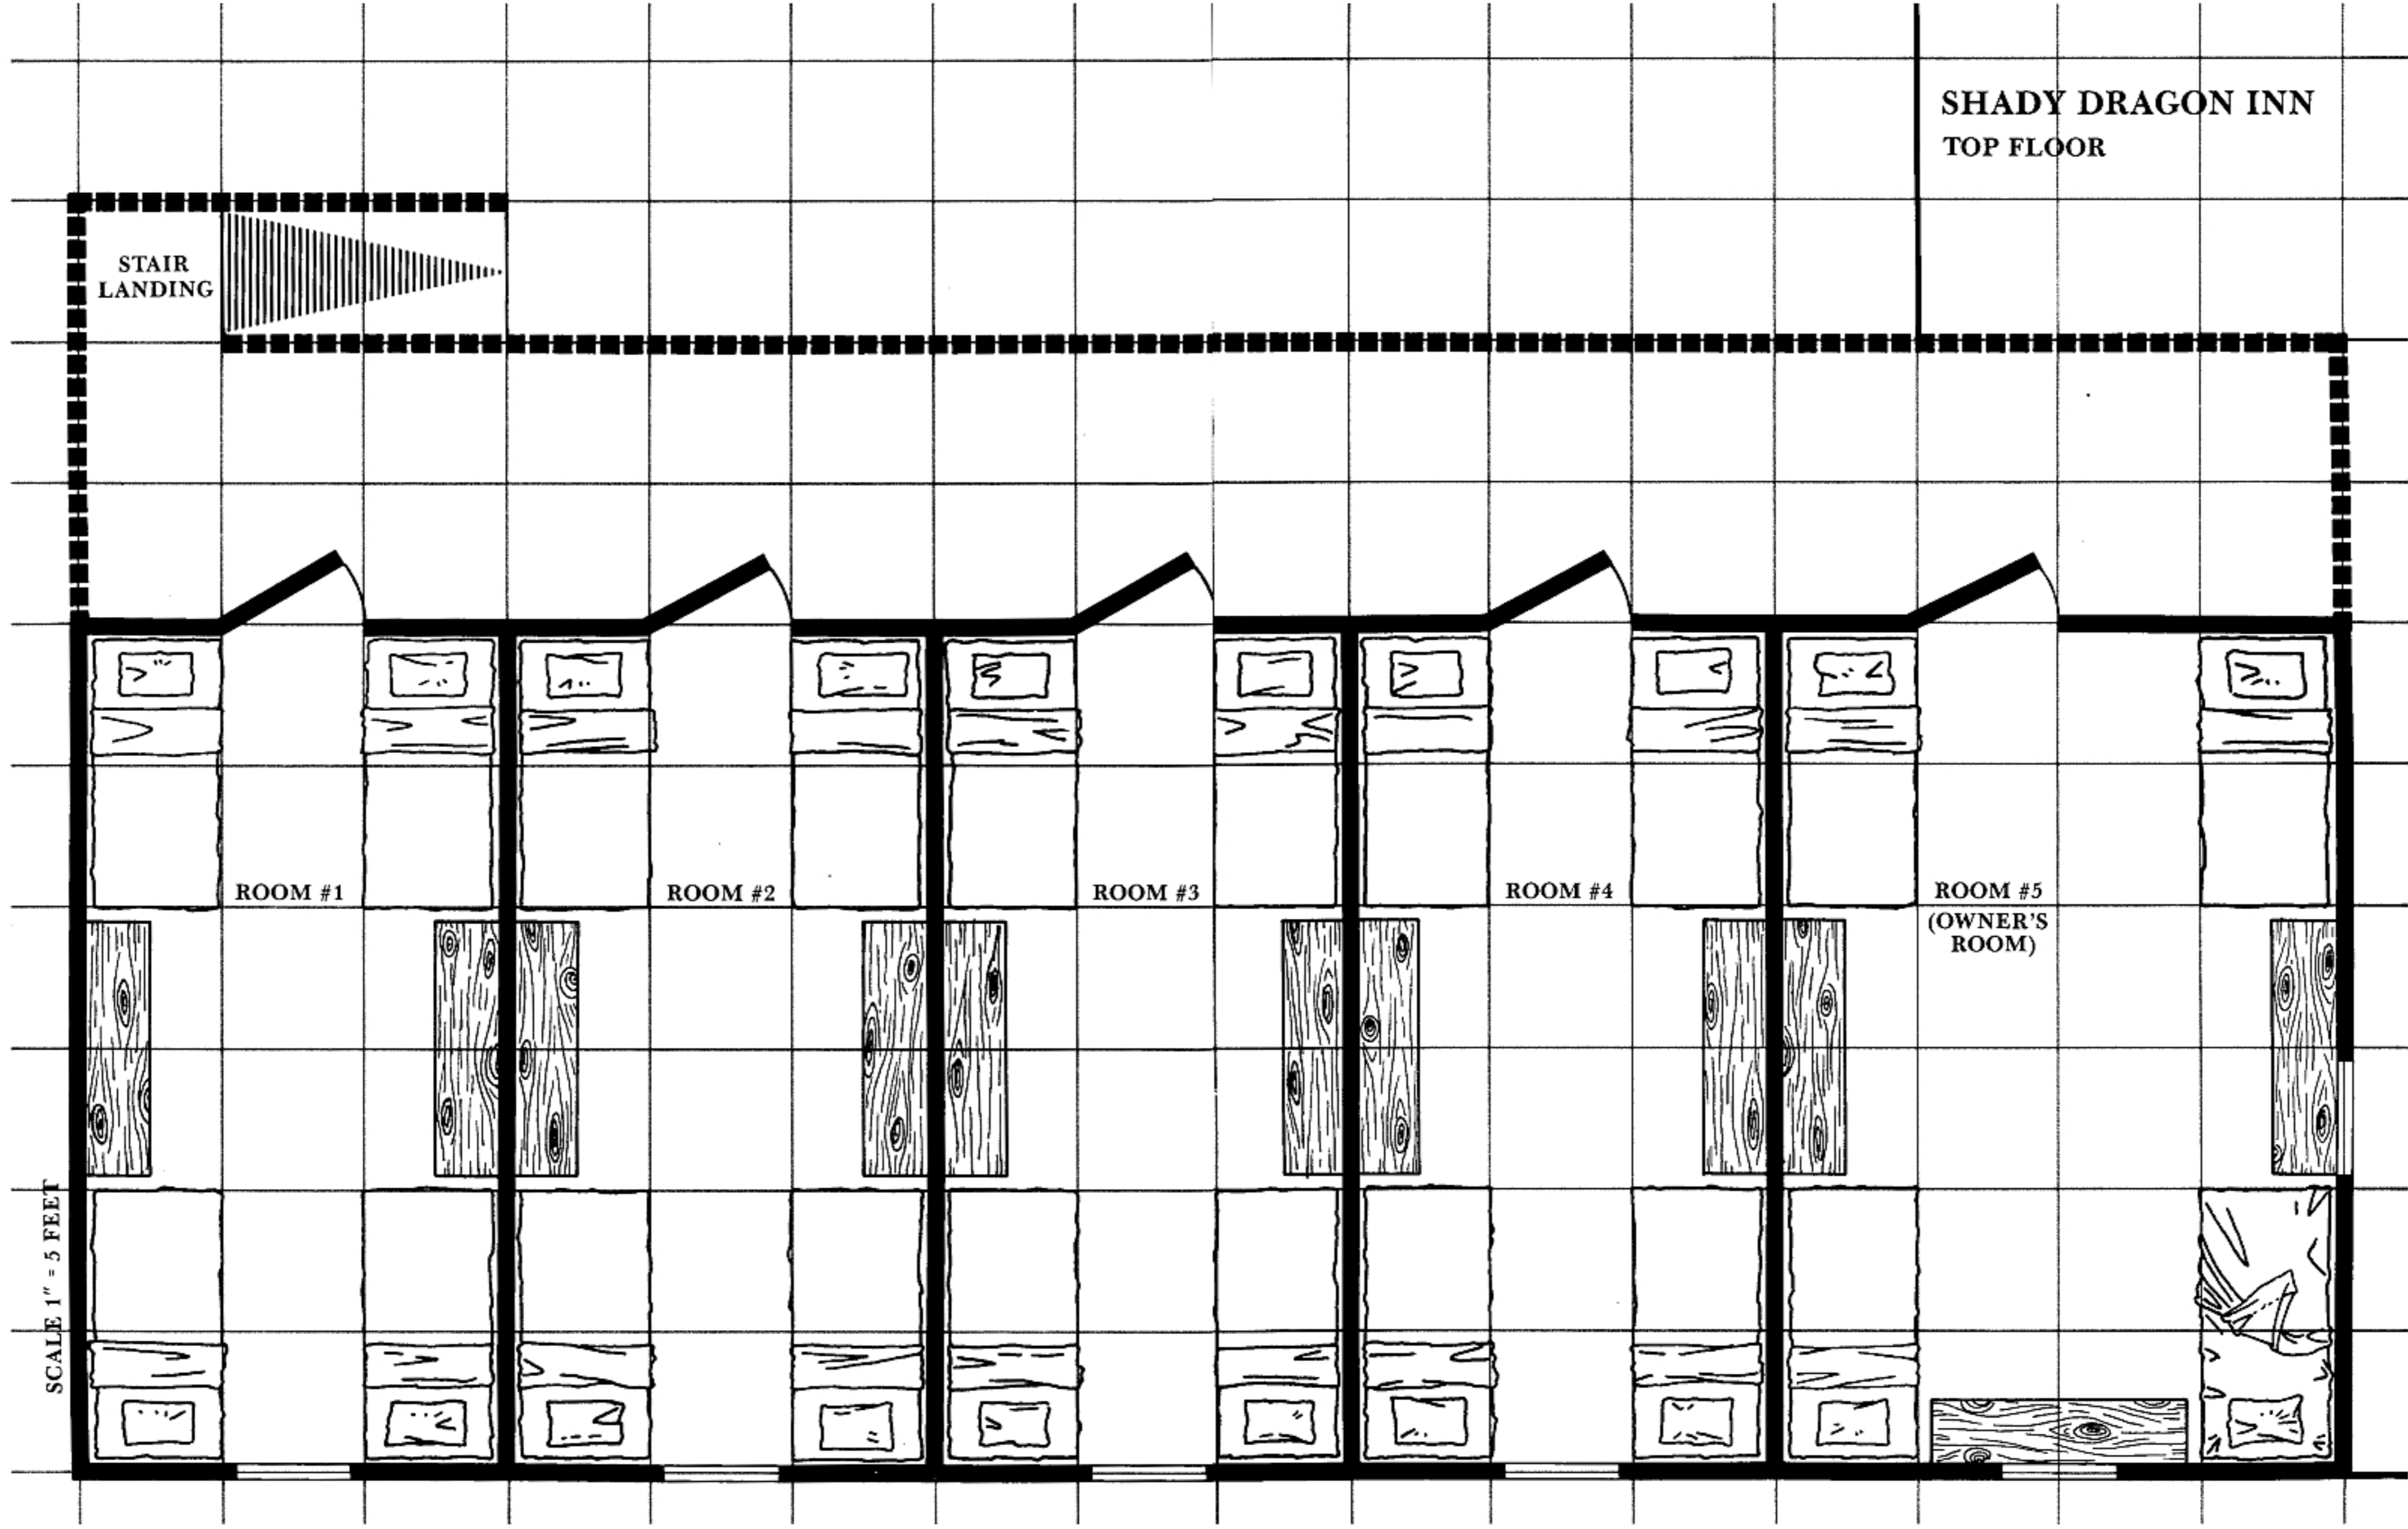 SHADY DRAGON INN
TOP FLOOR
STAIR
LANDING
ROOM #1
ROOM #2
ROOM #3
ROOM #4
ROOM #5
(OWNER'S
ROOM)
SCALE 1" = 5 FEET